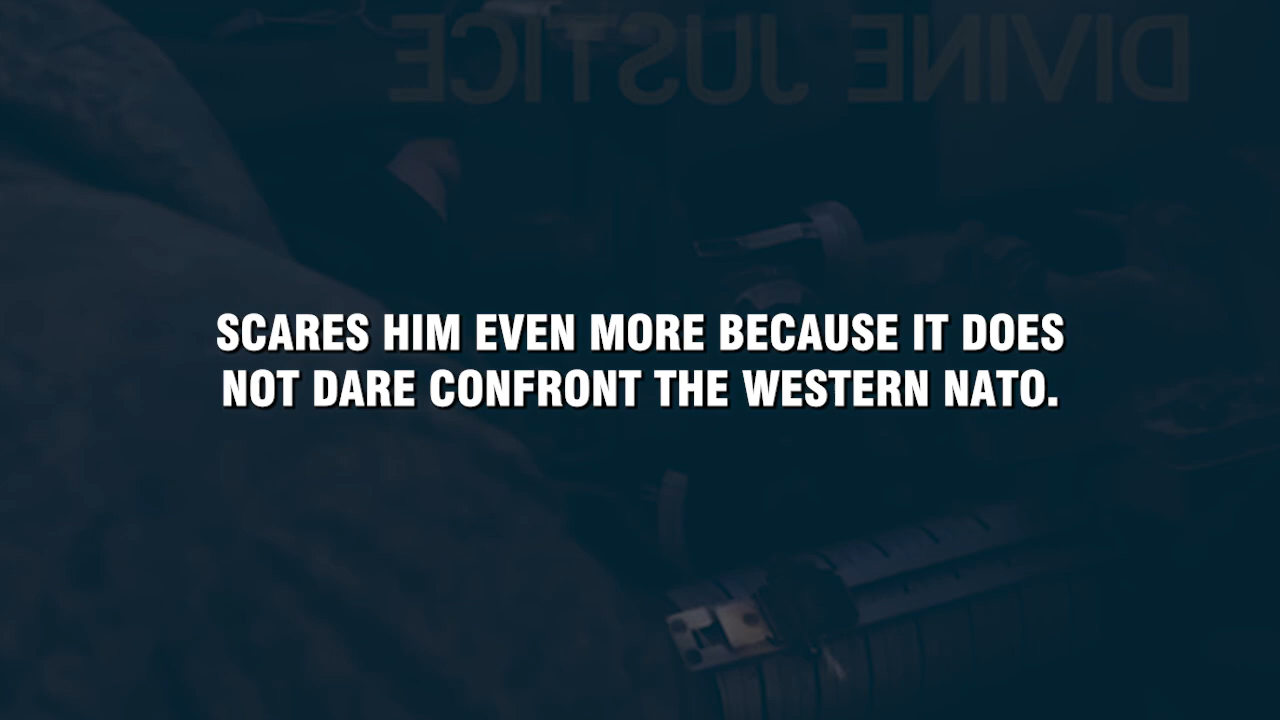 DIVINE JUSTICE
SCARES HIM EVEN MORE BECAUSE IT DOES
NOT DARE CONFRONT THE WESTERN NATO.